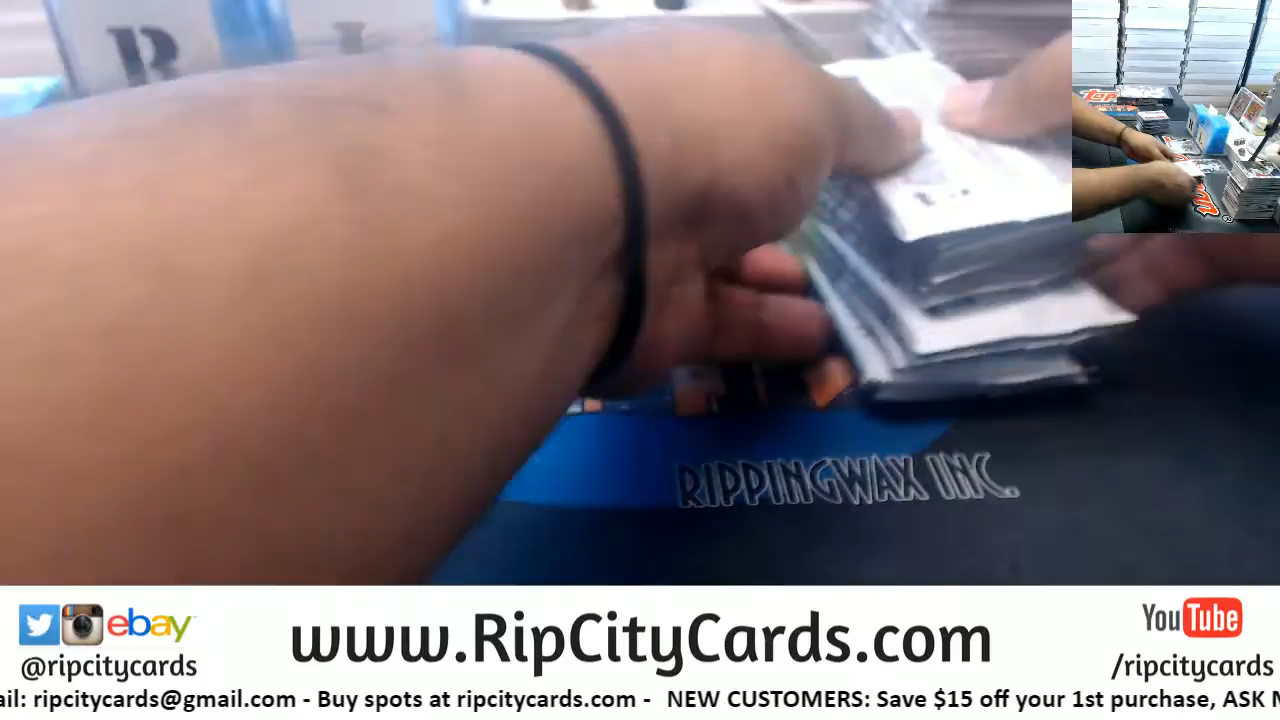 R
RIPPINGWAX INC.
ebay
@ripcitycards
www.RipCityCards.com
YouTube
/ripcitycards
ail: ripcitycards@gmail.com - Buy spots at ripcitycards.com - NEW CUSTOMERS: Save $15 off your 1st purchase, ASK